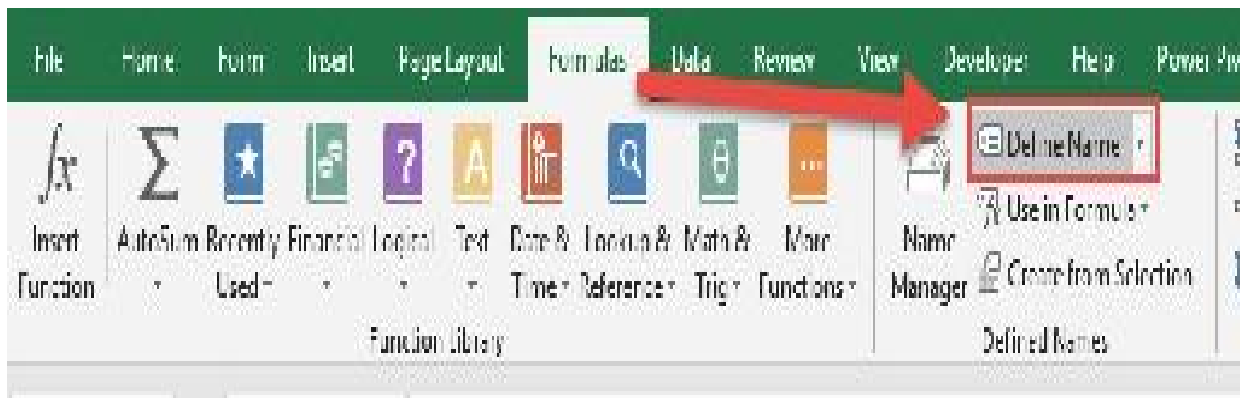 File Home Form Insert Page Layout Formulas Data Review View Developer Help Power
fx Σ ? A θ
Define Name
Use in Formula
Create from Selection
Insert AutoSum Recently Financial Logical Text Date & Lookup & Math & More Name
Function Used Time Reference Trig Functions Manager
Function Library Defined Names